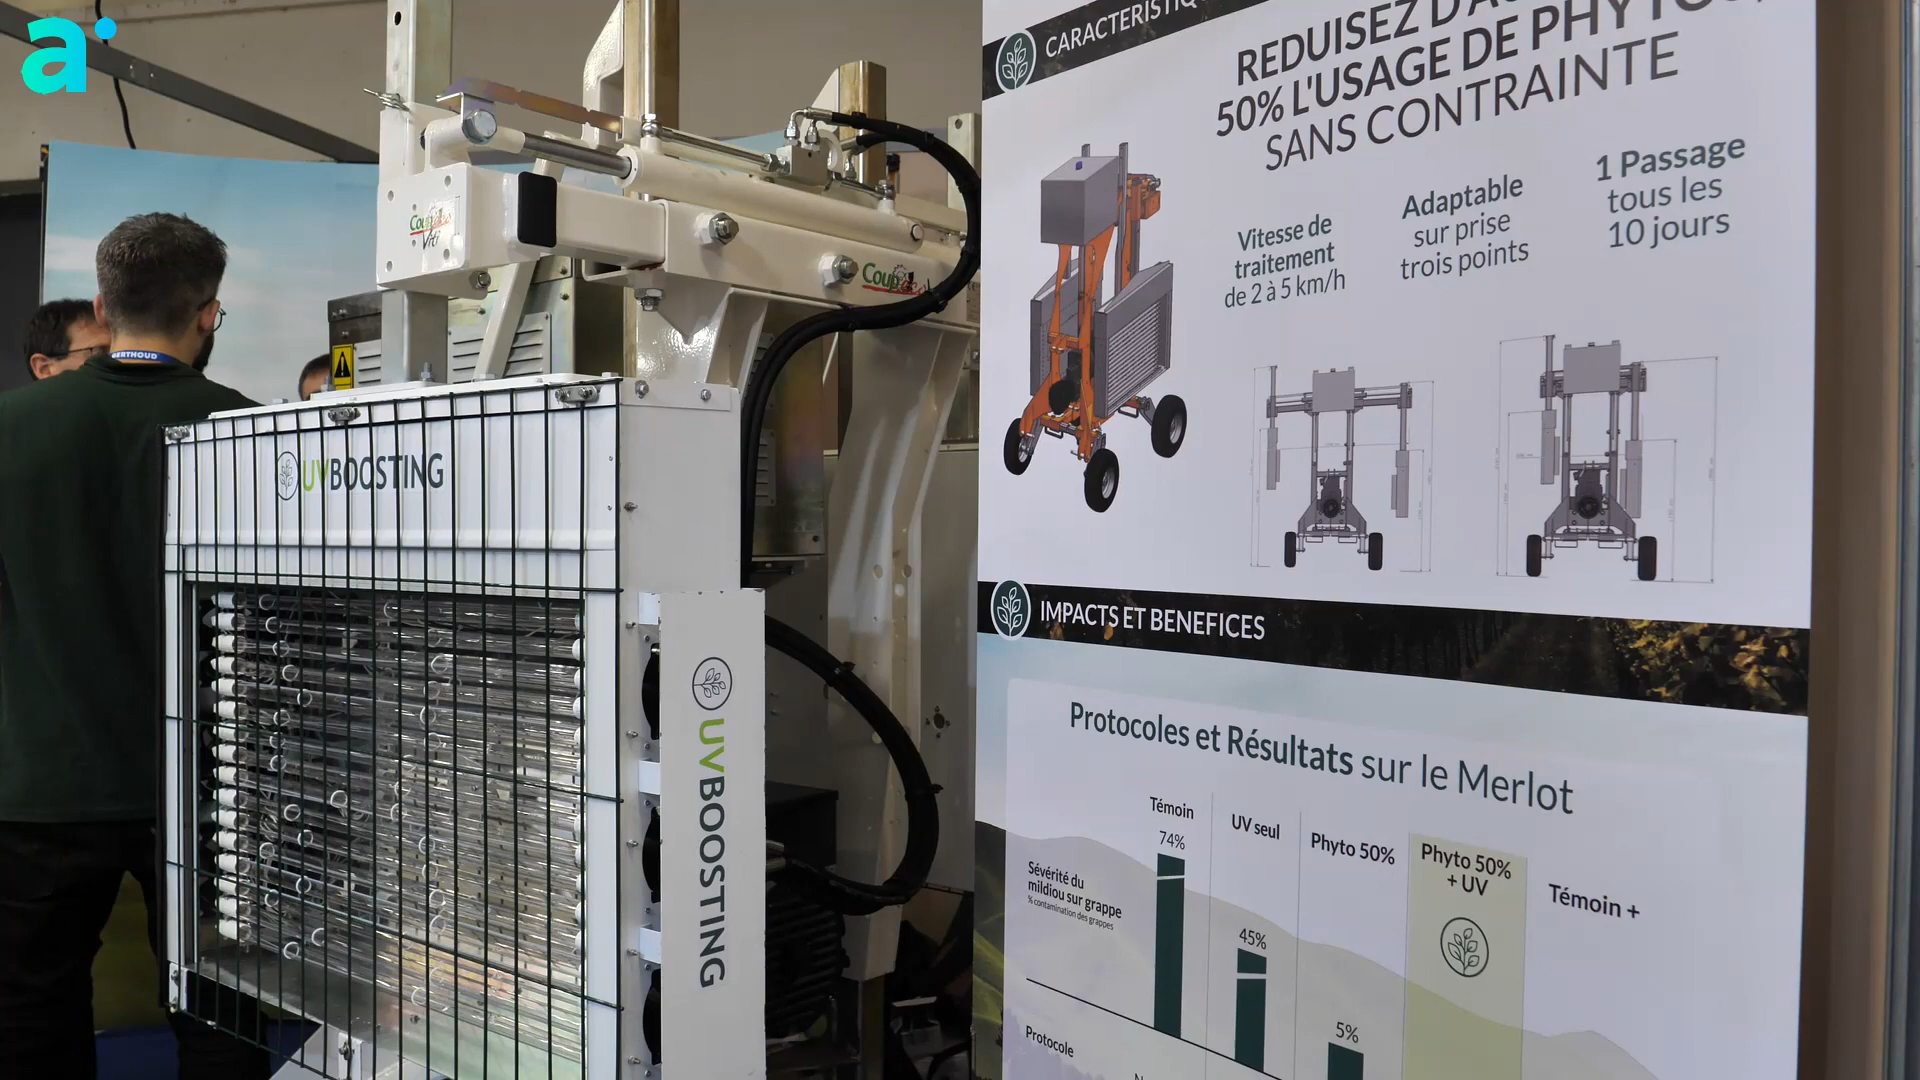 a
BERTHOUD
Coup
Viti
Coup
UVBOOSTING
UVBOOSTING
CARACTERISTIQ
REDUISEZ D'A
50% L'USAGE DE PHYTOS,
SANS CONTRAINTE
Vitesse de
traitement
de 2 à 5 km/h
Adaptable
sur prise
trois points
1 Passage
tous les
10 jours
IMPACTS ET BENEFICES
Protocoles et Résultats sur le Merlot
Témoin
74%
UV seul
Phyto 50%
Phyto 50%
+ UV
Témoin +
Sévérité du
mildiou sur grappe
% contamination des grappes
45%
5%
Protocole